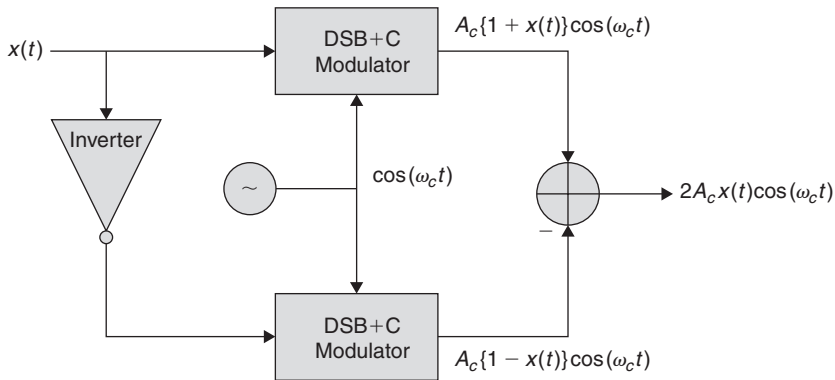 DSB+C
Modulator
A_c{1 + x(t)}cos(ω_c t)
x(t)
Inverter
~
cos(ω_c t)
2A_c x(t)cos(ω_c t)
−
DSB+C
Modulator
A_c{1 − x(t)}cos(ω_c t)